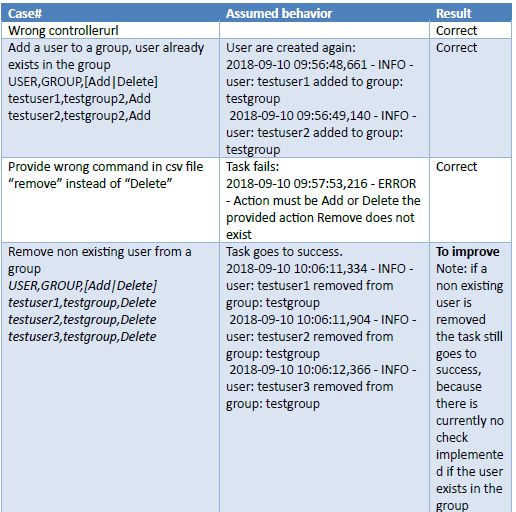 Case# Assumed behavior Result
Wrong controllerurl Correct
Add a user to a group, user already
exists in the group
USER,GROUP,[Add|Delete]
testuser1,testgroup2,Add
testuser2,testgroup2,Add
User are created again:
2018-09-10 09:56:48,661 - INFO -
user: testuser1 added to group:
testgroup
2018-09-10 09:56:49,140 - INFO -
user: testuser2 added to group:
testgroup
Correct
Provide wrong command in csv file
“remove” instead of “Delete”
Task fails:
2018-09-10 09:57:53,216 - ERROR
- Action must be Add or Delete the
provided action Remove does not
exist
Correct
Remove non existing user from a
group
USER,GROUP,[Add|Delete]
testuser1,testgroup,Delete
testuser2,testgroup,Delete
testuser3,testgroup,Delete
Task goes to success.
2018-09-10 10:06:11,334 - INFO -
user: testuser1 removed from
group: testgroup
2018-09-10 10:06:11,904 - INFO -
user: testuser2 removed from
group: testgroup
2018-09-10 10:06:12,366 - INFO -
user: testuser3 removed from
group: testgroup
To improve
Note: if a
non existing
user is
removed
the task still
goes to
success,
because
there is
currently no
check
implemente
d if the user
exists in the
group